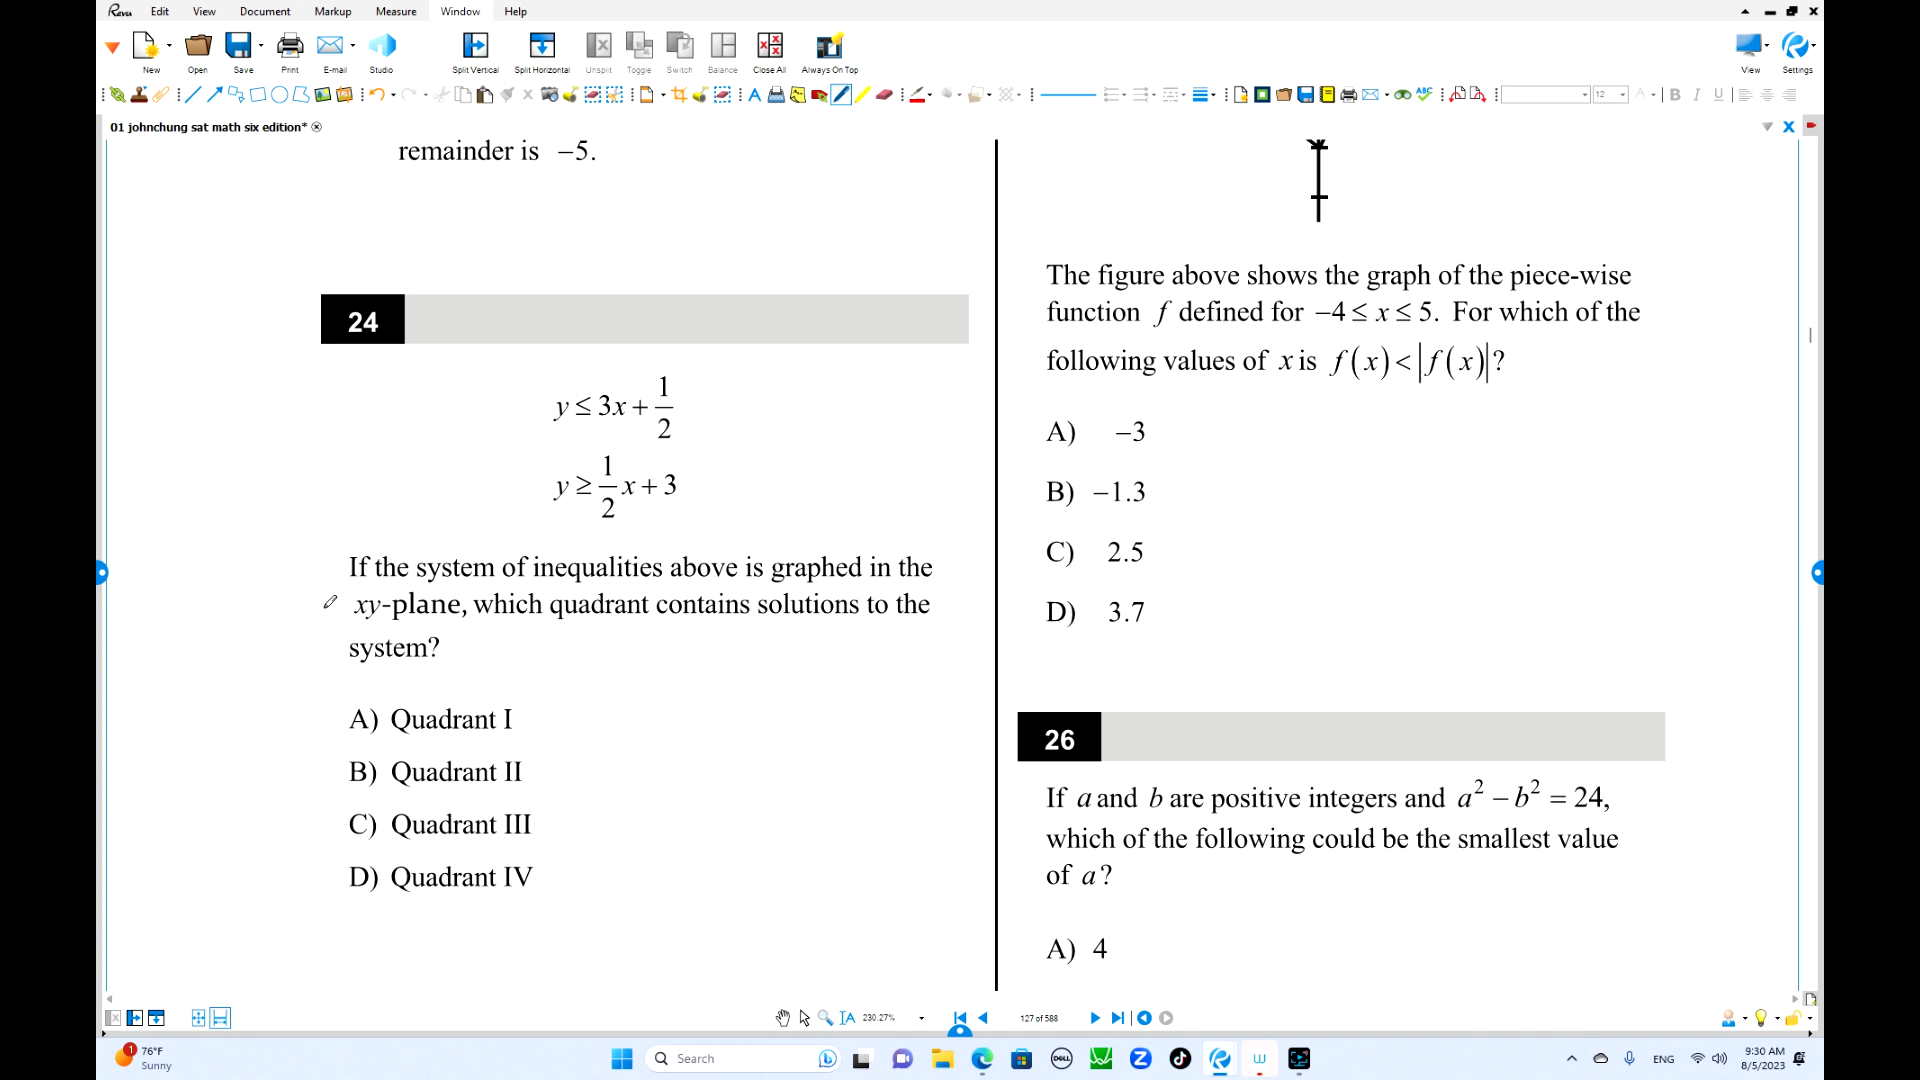 Revu Edit View Document Markup Measure Window Help
New Open Save Print E-mail Studio Split Vertical Split Horizontal Unsplit Toggle Switch Balance Close All Always On Top View Settings
12
01 johnchung sat math six edition*
remainder is −5.
24
y ≤ 3x + 1/2
y ≥ 1/2 x + 3
If the system of inequalities above is graphed in the
xy-plane, which quadrant contains solutions to the
system?
A) Quadrant I
B) Quadrant II
C) Quadrant III
D) Quadrant IV
The figure above shows the graph of the piece-wise
function f defined for −4 ≤ x ≤ 5. For which of the
following values of x is f(x) < |f(x)|?
A) −3
B) −1.3
C) 2.5
D) 3.7
26
If a and b are positive integers and a² − b² = 24,
which of the following could be the smallest value
of a?
A) 4
230.27%
127 of 588
1
76°F
Sunny
Search
DELL
ENG
9:30 AM
8/5/2023